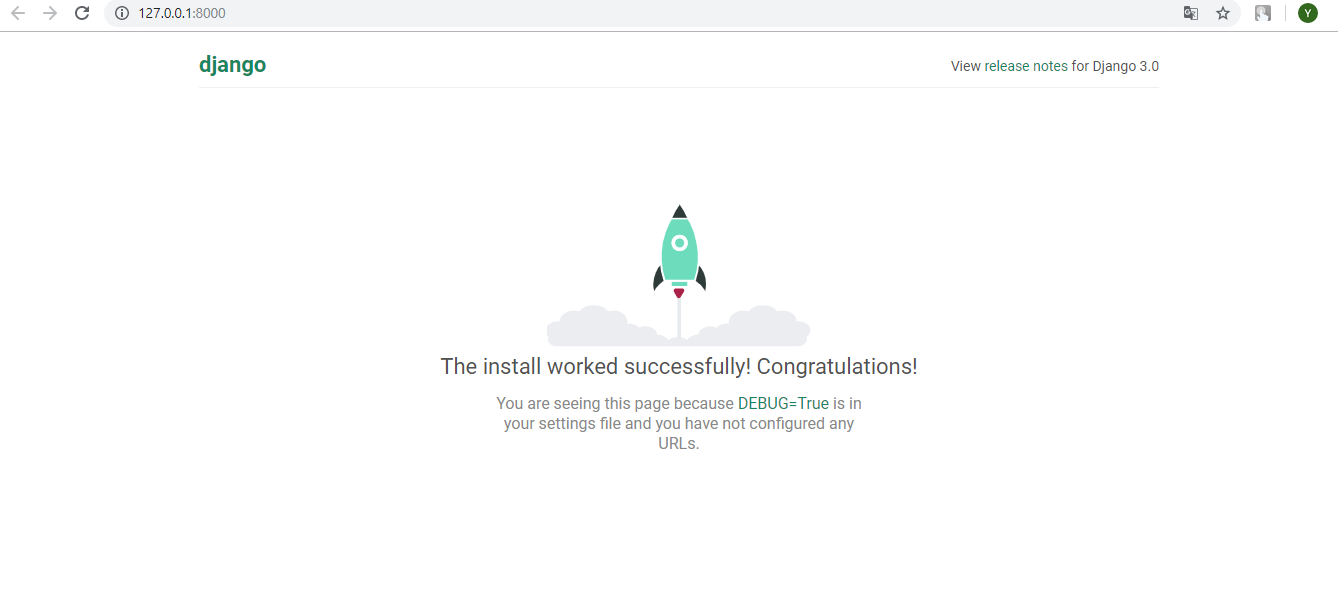 127.0.0.1:8000
Y
django
View release notes for Django 3.0
The install worked successfully! Congratulations!
You are seeing this page because DEBUG=True is in
your settings file and you have not configured any
URLs.